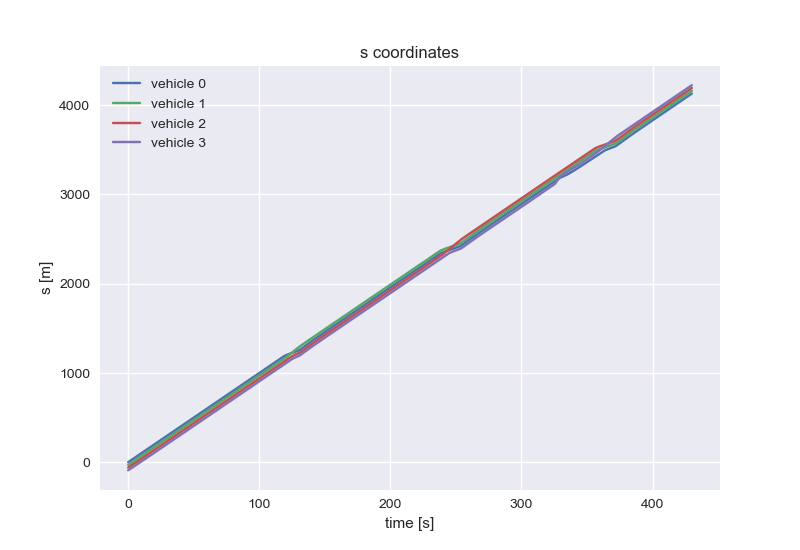 s coordinates
vehicle 0
vehicle 1
vehicle 2
vehicle 3
4000
3000
2000
1000
0
s [m]
0 100 200 300 400
time [s]